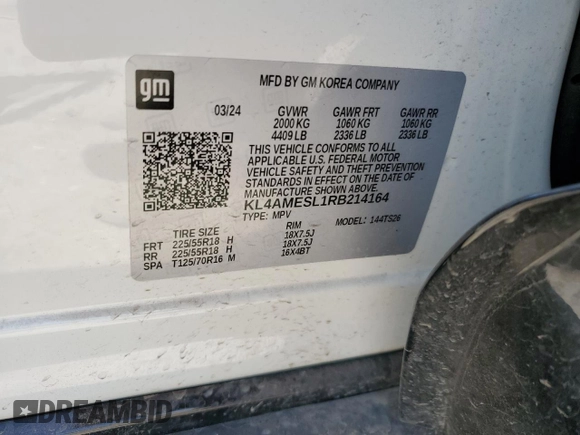 gm
MFD BY GM KOREA COMPANY
03/24 GVWR GAWR FRT GAWR RR
2000 KG 1060 KG 1060 KG
4409 LB 2336 LB 2336 LB
THIS VEHICLE CONFORMS TO ALL
APPLICABLE U.S. FEDERAL MOTOR
VEHICLE SAFETY AND THEFT PREVENTION
STANDARDS IN EFFECT ON THE DATE OF
MANUFACTURE SHOWN ABOVE.
KL4AMESL1RB214164
TYPE: MPV MODEL: 144TS26
TIRE SIZE RIM
FRT 225/55R18 H 18X7.5J
RR 225/55R18 H 18X7.5J
SPA T125/70R16 M 16X4BT
DREAMBID